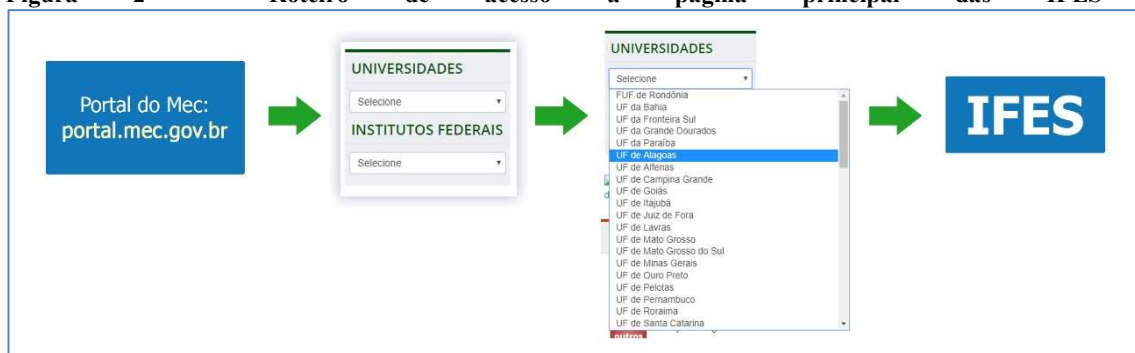 Figura 2 - Roteiro de acesso à página principal das IFES
Portal do Mec:
portal.mec.gov.br
UNIVERSIDADES
Selecione
INSTITUTOS FEDERAIS
Selecione
UNIVERSIDADES
Selecione
FUF de Rondônia
UF da Bahia
UF da Fronteira Sul
UF da Grande Dourados
UF da Paraíba
UF de Alagoas
UF de Alfenas
UF de Campina Grande
UF de Goiás
UF de Itajubá
UF de Juiz de Fora
UF de Lavras
UF de Mato Grosso
UF de Mato Grosso do Sul
UF de Minas Gerais
UF de Ouro Preto
UF de Pelotas
UF de Pernambuco
UF de Roraima
UF de Santa Catarina
IFES